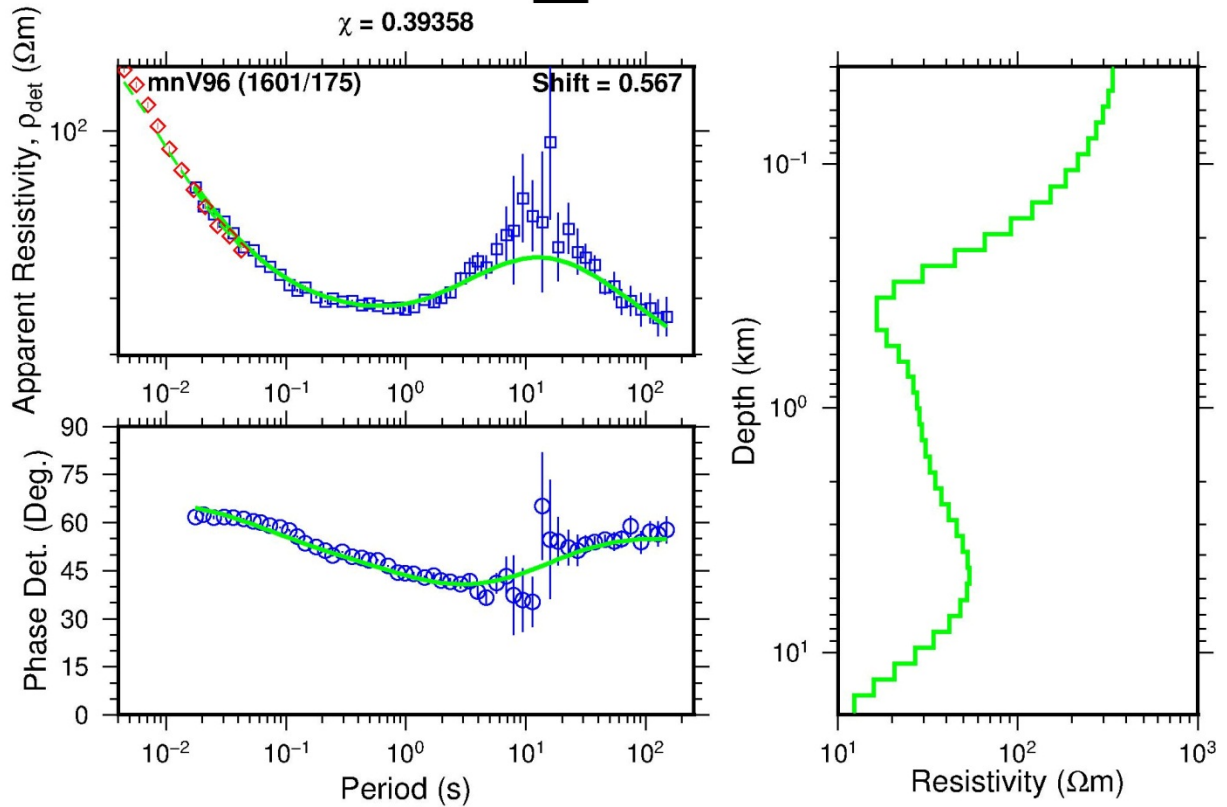 χ = 0.39358
mnV96 (1601/175)
Shift = 0.567
Apparent Resistivity, ρdet (Ωm)
10²
10⁻² 10⁻¹ 10⁰ 10¹ 10²
Phase Det. (Deg.)
90
75
60
45
30
15
0
10⁻² 10⁻¹ 10⁰ 10¹ 10²
Period (s)
Depth (km)
10⁻¹
10⁰
10¹
10¹ 10² 10³
Resistivity (Ωm)